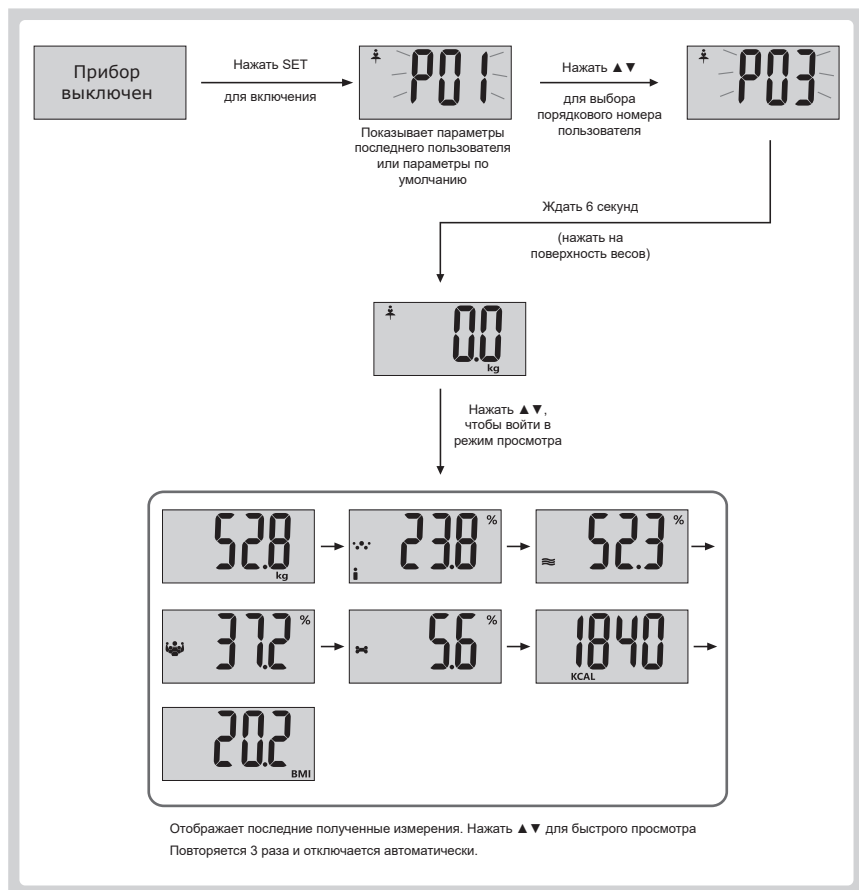 Прибор
выключен
Нажать SET
для включения
P01
Показывает параметры
последнего пользователя
или параметры по
умолчанию
Нажать ▲▼
для выбора
порядкового номера
пользователя
P03
Ждать 6 секунд
(нажать на
поверхность весов)
0.0
kg
Нажать ▲▼,
чтобы войти в
режим просмотра
52.8
kg
23.8 %
52.3 %
37.2 %
5.6 %
1840
KCAL
20.2
BMI
Отображает последние полученные измерения. Нажать ▲▼ для быстрого просмотра
Повторяется 3 раза и отключается автоматически.